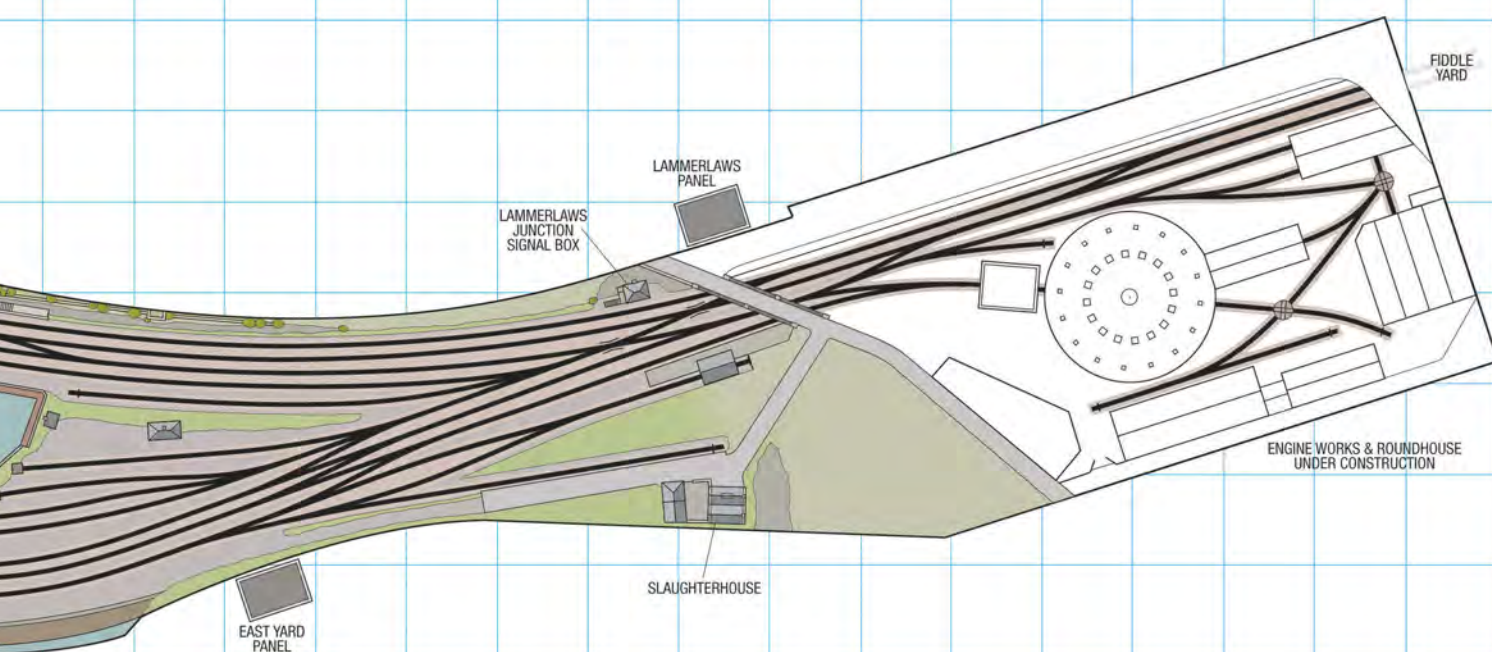 FIDDLE
YARD
LAMMERLAWS
PANEL
LAMMERLAWS
JUNCTION
SIGNAL BOX
ENGINE WORKS & ROUNDHOUSE
UNDER CONSTRUCTION
SLAUGHTERHOUSE
EAST YARD
PANEL